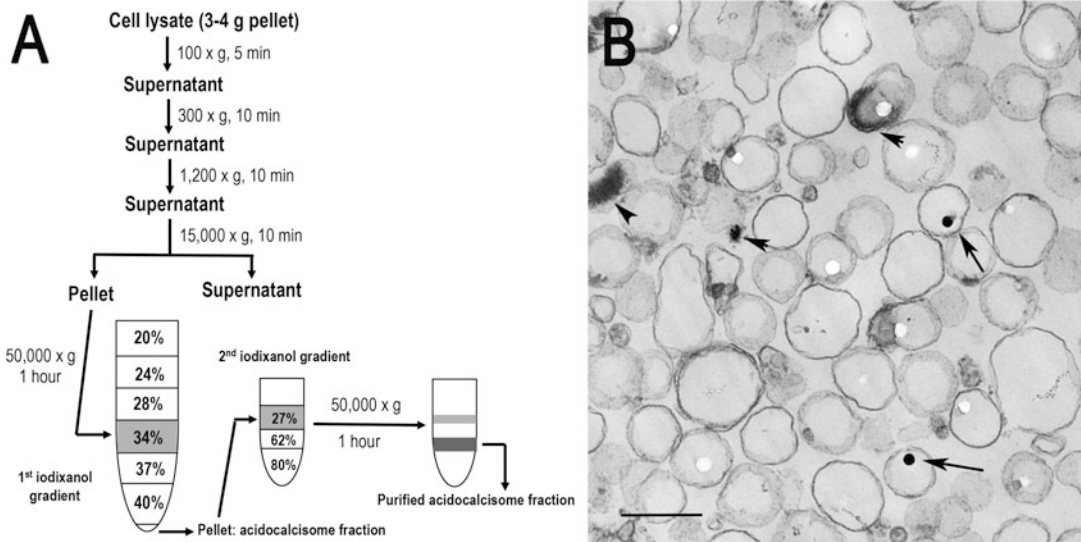 A
Cell lysate (3-4 g pellet)
100 x g, 5 min
Supernatant
300 x g, 10 min
Supernatant
1,200 x g, 10 min
Supernatant
15,000 x g, 10 min
Pellet
Supernatant
50,000 x g
1 hour
20%
24%
28%
34%
37%
40%
1st iodixanol
gradient
Pellet: acidocalcisome fraction
2nd iodixanol gradient
27%
62%
80%
50,000 x g
1 hour
Purified acidocalcisome fraction
B